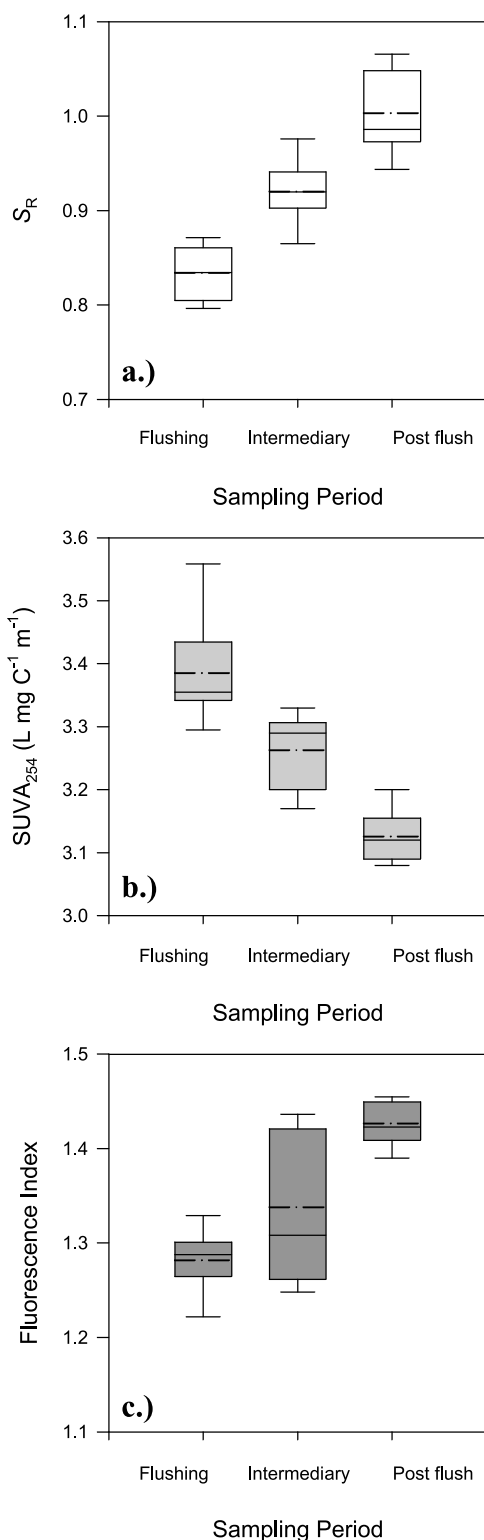 1.1
1.0
0.9
0.8
0.7
S_R
a.)
Flushing Intermediary Post flush
Sampling Period
3.6
3.5
3.4
3.3
3.2
3.1
3.0
SUVA₂₅₄ (L mg C⁻¹ m⁻¹)
b.)
Flushing Intermediary Post flush
Sampling Period
1.5
1.4
1.3
1.2
1.1
Fluorescence Index
c.)
Flushing Intermediary Post flush
Sampling Period